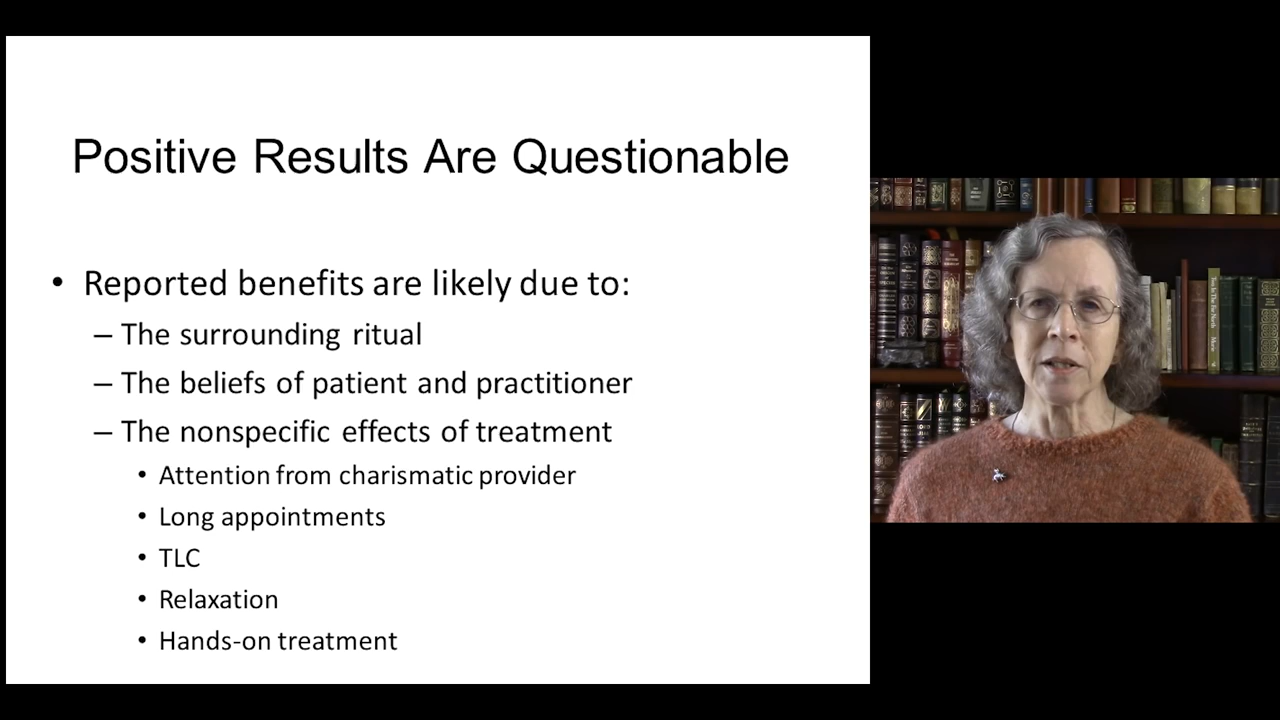 Positive Results Are Questionable
• Reported benefits are likely due to:
– The surrounding ritual
– The beliefs of patient and practitioner
– The nonspecific effects of treatment
• Attention from charismatic provider
• Long appointments
• TLC
• Relaxation
• Hands-on treatment